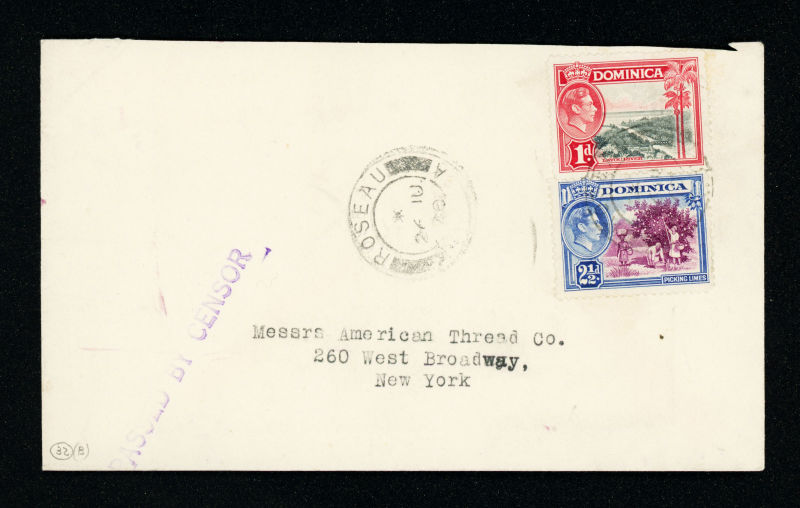 DOMINICA
1d
DOMINICA
2½d
PICKING LIMES
ROSEAU
PASSED BY CENSOR
Messrs American Thread Co.
260 West Broadway,
New York
32 B